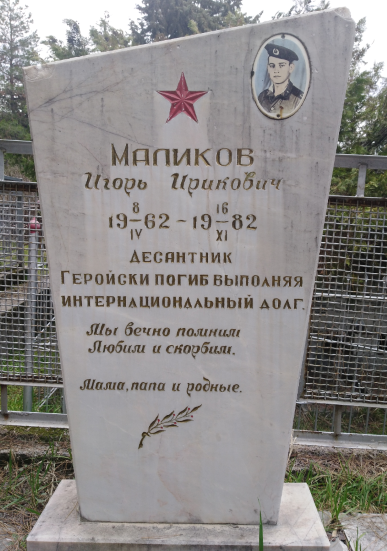 МАЛИКОВ
Игорь Ирикович
19 8/IV 62 - 19 16/XI 82
ДЕСАНТНИК
ГЕРОЙСКИ ПОГИБ ВЫПОЛНЯЯ
ИНТЕРНАЦИОНАЛЬНЫЙ ДОЛГ.
Мы вечно помним
Любим и скорбим.
Мама, папа и родные.